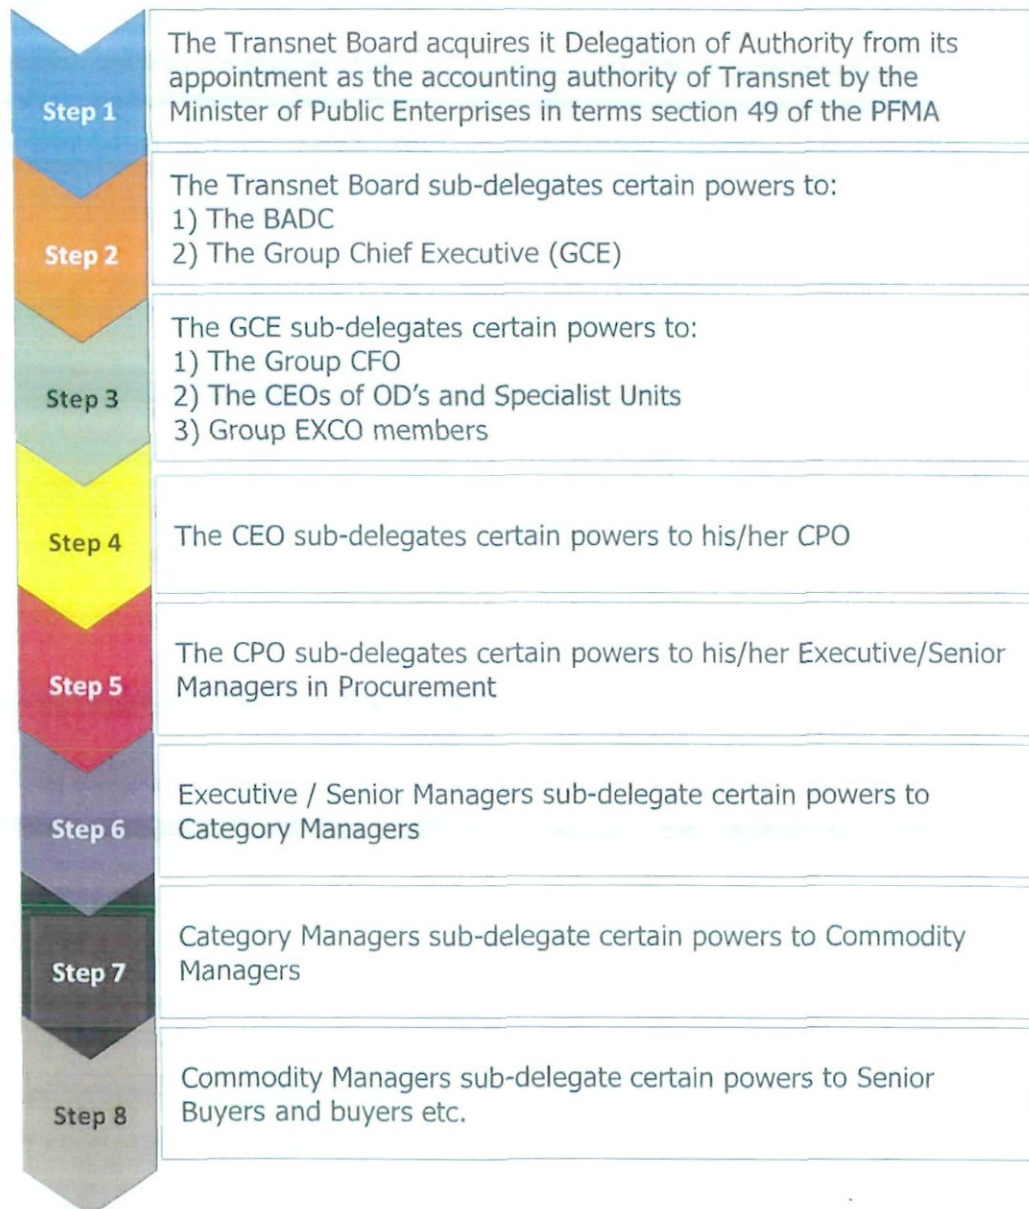 Step 1
The Transnet Board acquires it Delegation of Authority from its
appointment as the accounting authority of Transnet by the
Minister of Public Enterprises in terms section 49 of the PFMA
Step 2
The Transnet Board sub-delegates certain powers to:
1) The BADC
2) The Group Chief Executive (GCE)
Step 3
The GCE sub-delegates certain powers to:
1) The Group CFO
2) The CEOs of OD's and Specialist Units
3) Group EXCO members
Step 4
The CEO sub-delegates certain powers to his/her CPO
Step 5
The CPO sub-delegates certain powers to his/her Executive/Senior
Managers in Procurement
Step 6
Executive / Senior Managers sub-delegate certain powers to
Category Managers
Step 7
Category Managers sub-delegate certain powers to Commodity
Managers
Step 8
Commodity Managers sub-delegate certain powers to Senior
Buyers and buyers etc.